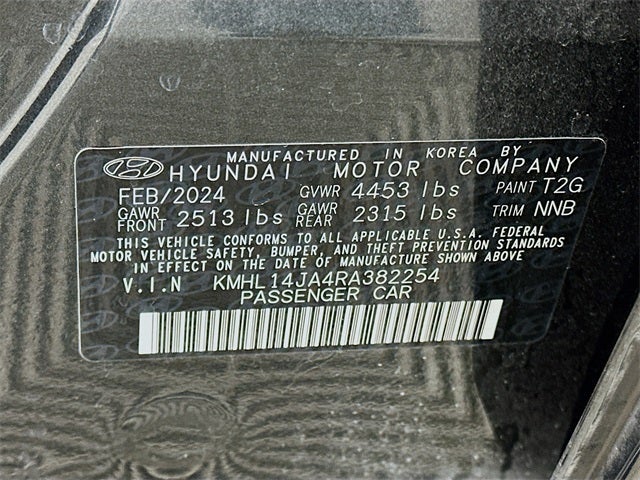 MANUFACTURED IN KOREA BY
HYUNDAI MOTOR COMPANY
FEB/2024 GVWR 4453 lbs PAINT T2G
GAWR FRONT 2513 lbs GAWR REAR 2315 lbs TRIM NNB
THIS VEHICLE CONFORMS TO ALL APPLICABLE U.S.A. FEDERAL
MOTOR VEHICLE SAFETY, BUMPER, AND THEFT PREVENTION STANDARDS
IN EFFECT ON THE DATE OF MANUFACTURE SHOWN ABOVE
V.I.N KMHL14JA4RA382254
PASSENGER CAR